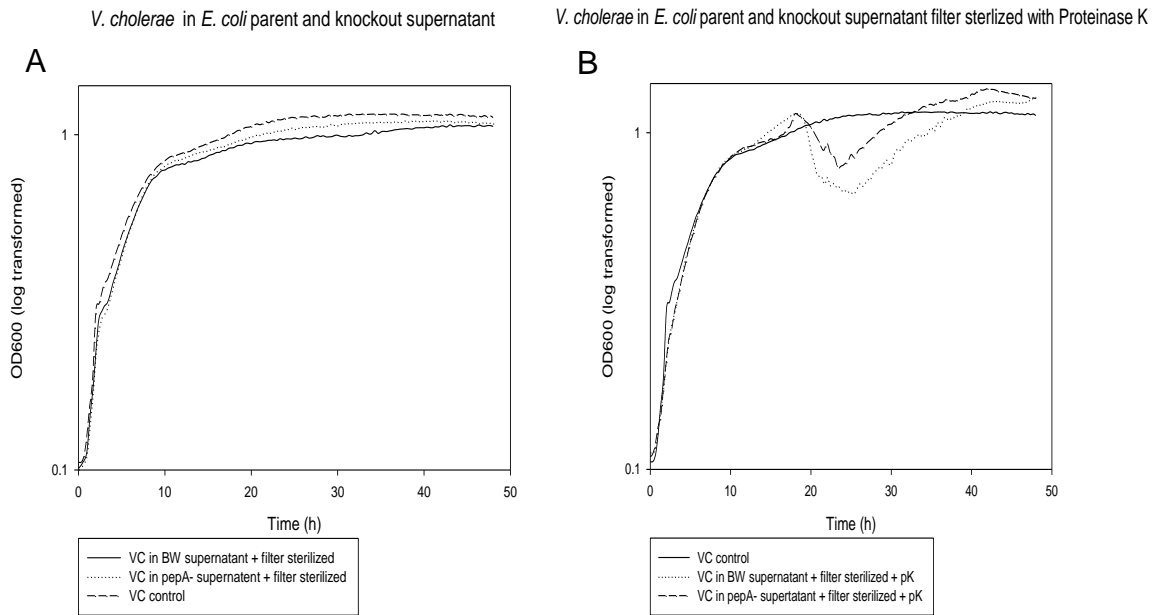 V. cholerae in E. coli parent and knockout supernatant
V. cholerae in E. coli parent and knockout supernatant filter sterlized with Proteinase K
A
B
OD600 (log transformed)
1
0.1
0 10 20 30 40 50
Time (h)
VC in BW supernatant + filter sterilized
VC in pepA- supernatent + filter sterilized
VC control
OD600 (log transformed)
1
0.1
0 10 20 30 40 50
Time (h)
VC control
VC in BW supernatant + filter sterilized + pK
VC in pepA- supertatant + filter sterilized + pK